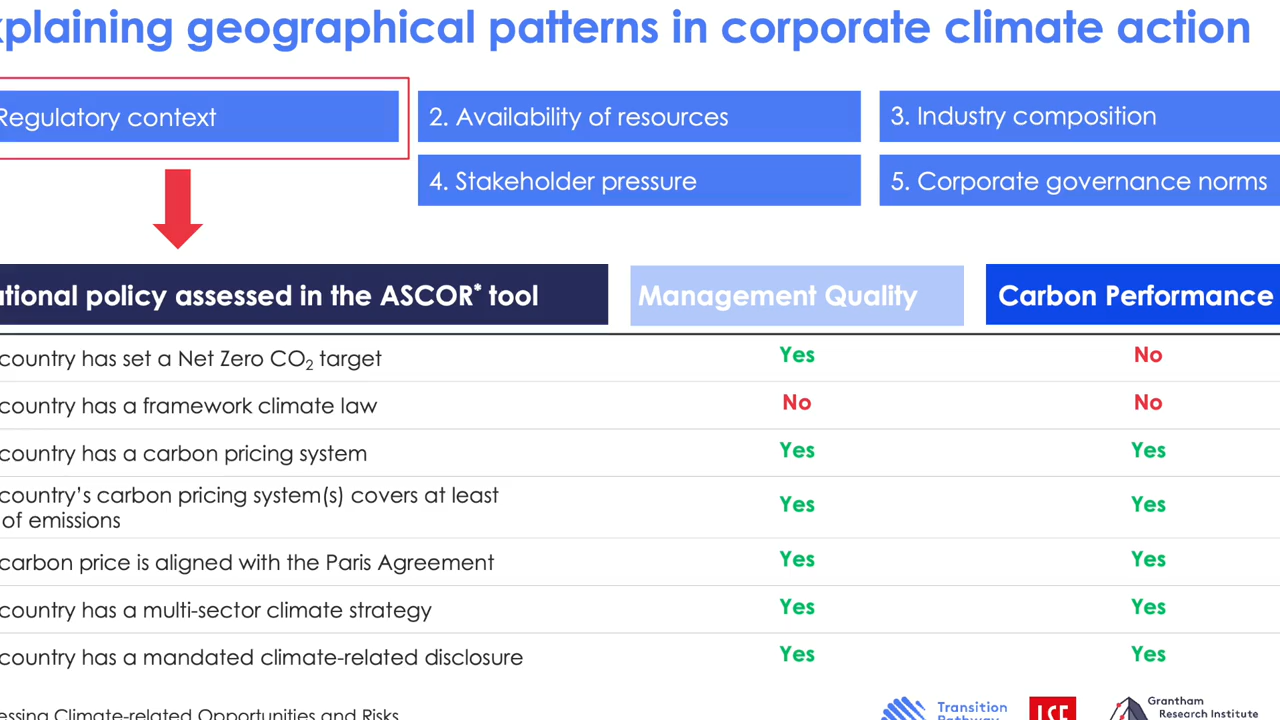 xplaining geographical patterns in corporate climate action
Regulatory context
2. Availability of resources
3. Industry composition
4. Stakeholder pressure
5. Corporate governance norms
ational policy assessed in the ASCOR* tool
Management Quality
Carbon Performance
country has set a Net Zero CO₂ target
Yes
No
country has a framework climate law
No
No
country has a carbon pricing system
Yes
Yes
country’s carbon pricing system(s) covers at least
of emissions
Yes
Yes
carbon price is aligned with the Paris Agreement
Yes
Yes
country has a multi-sector climate strategy
Yes
Yes
country has a mandated climate-related disclosure
Yes
Yes
essing Climate-related Opportunities and Risks
Transition
Pathway
LSE
Grantham
Research Institute